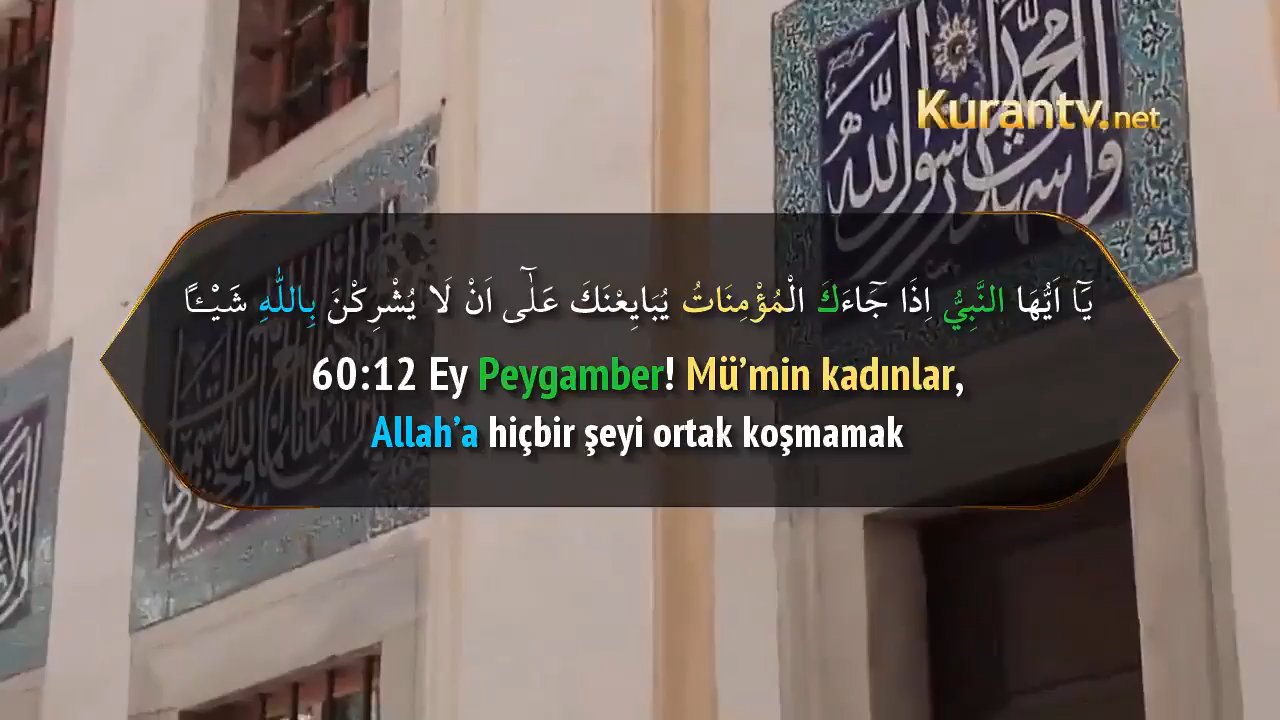 Kurantv.net
يَٓا اَيُّهَا النَّبِيُّ اِذَا جَٓاءَكَ الْمُؤْمِنَاتُ يُبَايِعْنَكَ عَلٰٓى اَنْ لَا يُشْرِكْنَ بِاللّٰهِ شَيْـًٔا
60:12 Ey Peygamber! Mü’min kadınlar,
Allah’a hiçbir şeyi ortak koşmamak